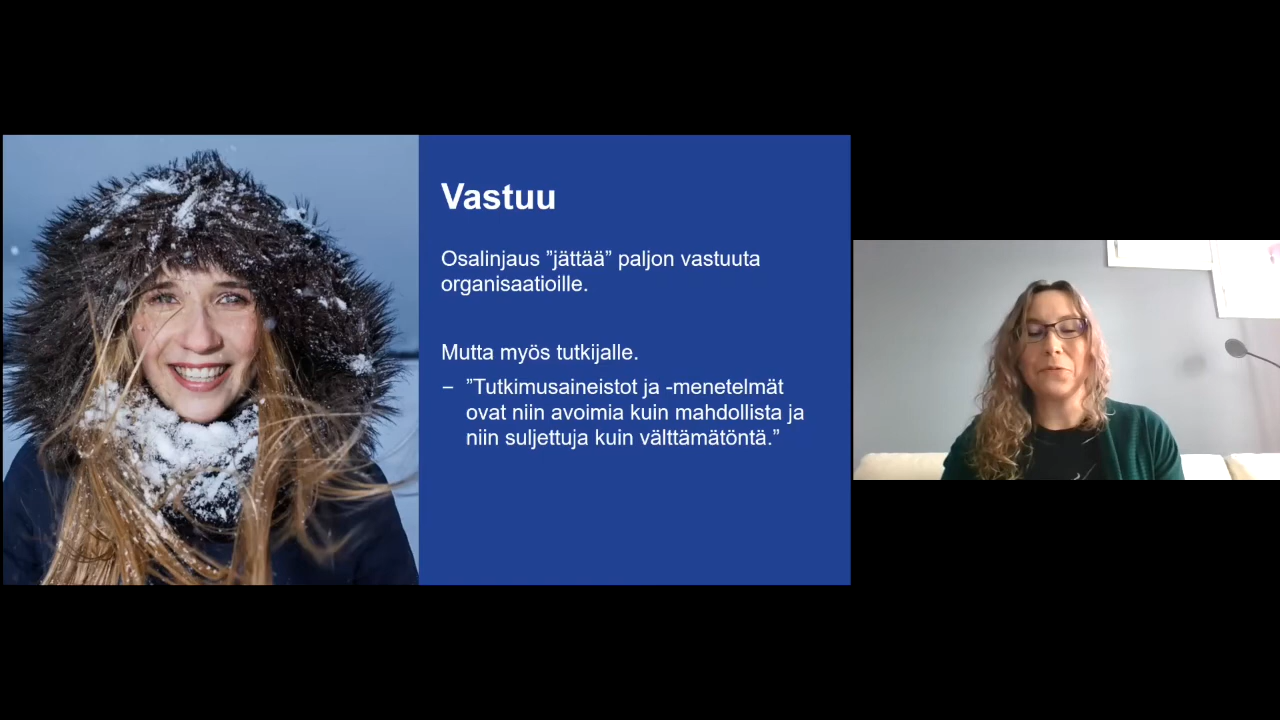 Vastuu
Osalinjaus ”jättää” paljon vastuuta
organisaatioille.
Mutta myös tutkijalle.
– ”Tutkimusaineistot ja -menetelmät
ovat niin avoimia kuin mahdollista ja
niin suljettuja kuin välttämätöntä.”